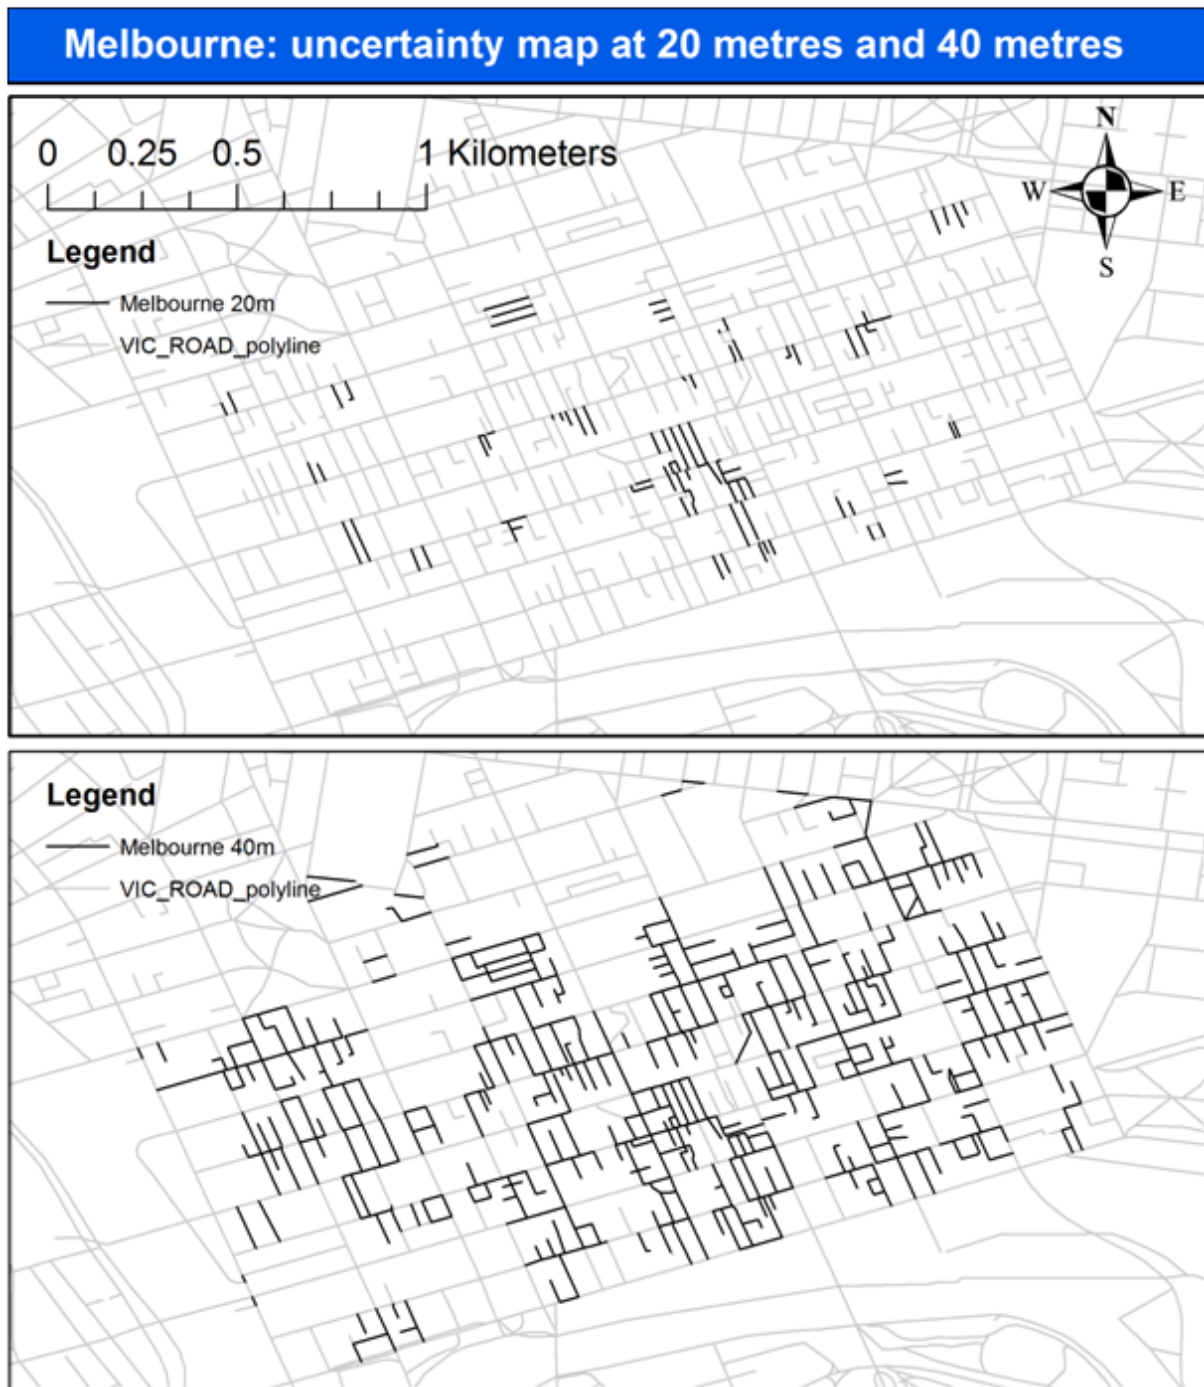 Melbourne: uncertainty map at 20 metres and 40 metres
0 0.25 0.5 1 Kilometers
N
W E
S
Legend
Melbourne 20m
VIC_ROAD_polyline
Legend
Melbourne 40m
VIC_ROAD_polyline